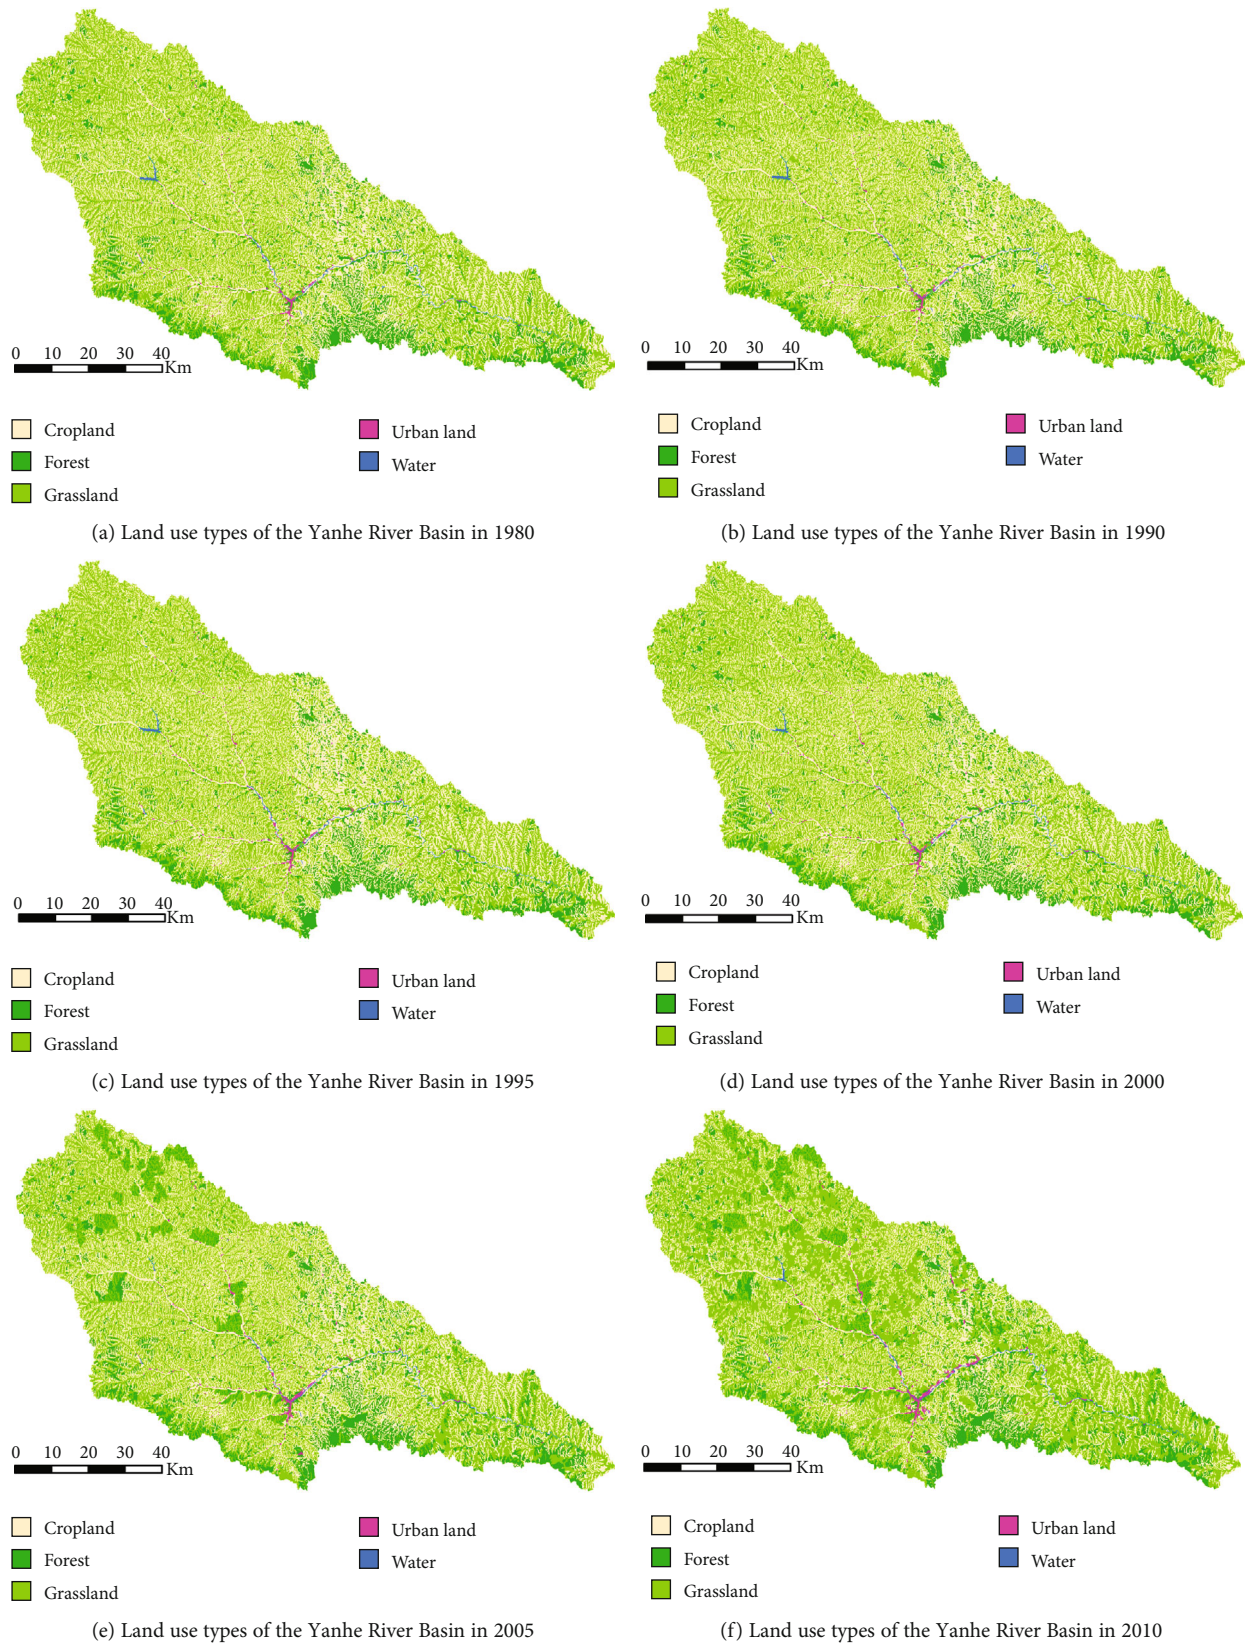 0 10 20 30 40
Km
0 10 20 30 40
Km
Cropland
Forest
Grassland
Urban land
Water
Cropland
Forest
Grassland
Urban land
Water
(a) Land use types of the Yanhe River Basin in 1980
(b) Land use types of the Yanhe River Basin in 1990
0 10 20 30 40
Km
0 10 20 30 40
Km
Cropland
Forest
Grassland
Urban land
Water
Cropland
Forest
Grassland
Urban land
Water
(c) Land use types of the Yanhe River Basin in 1995
(d) Land use types of the Yanhe River Basin in 2000
0 10 20 30 40
Km
0 10 20 30 40
Km
Cropland
Forest
Grassland
Urban land
Water
Cropland
Forest
Grassland
Urban land
Water
(e) Land use types of the Yanhe River Basin in 2005
(f) Land use types of the Yanhe River Basin in 2010